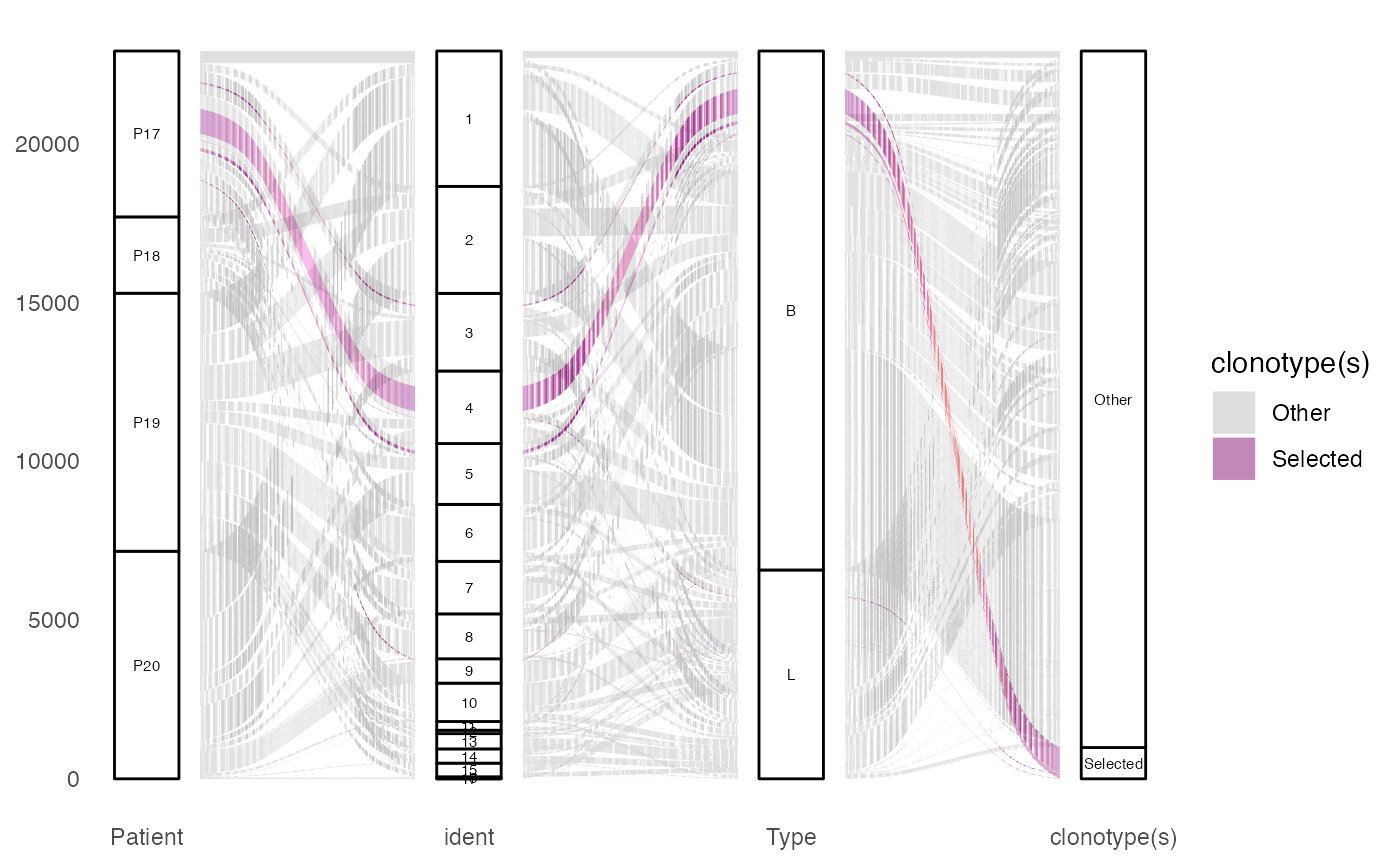 20000
15000
10000
5000
0
P17
P18
P19
P20
1
2
3
4
5
6
7
8
9
10
13
14
15
B
L
Other
Selected
Patient
ident
Type
clonotype(s)
clonotype(s)
Other
Selected